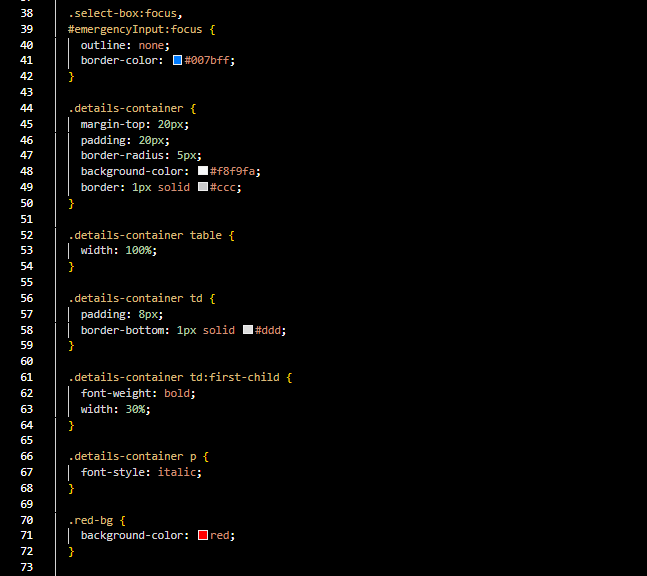 38 .select-box:focus,
39 #emergencyInput:focus {
40 outline: none;
41 border-color: #007bff;
42 }
43
44 .details-container {
45 margin-top: 20px;
46 padding: 20px;
47 border-radius: 5px;
48 background-color: #f8f9fa;
49 border: 1px solid #ccc;
50 }
51
52 .details-container table {
53 width: 100%;
54 }
55
56 .details-container td {
57 padding: 8px;
58 border-bottom: 1px solid #ddd;
59 }
60
61 .details-container td:first-child {
62 font-weight: bold;
63 width: 30%;
64 }
65
66 .details-container p {
67 font-style: italic;
68 }
69
70 .red-bg {
71 background-color: red;
72 }
73